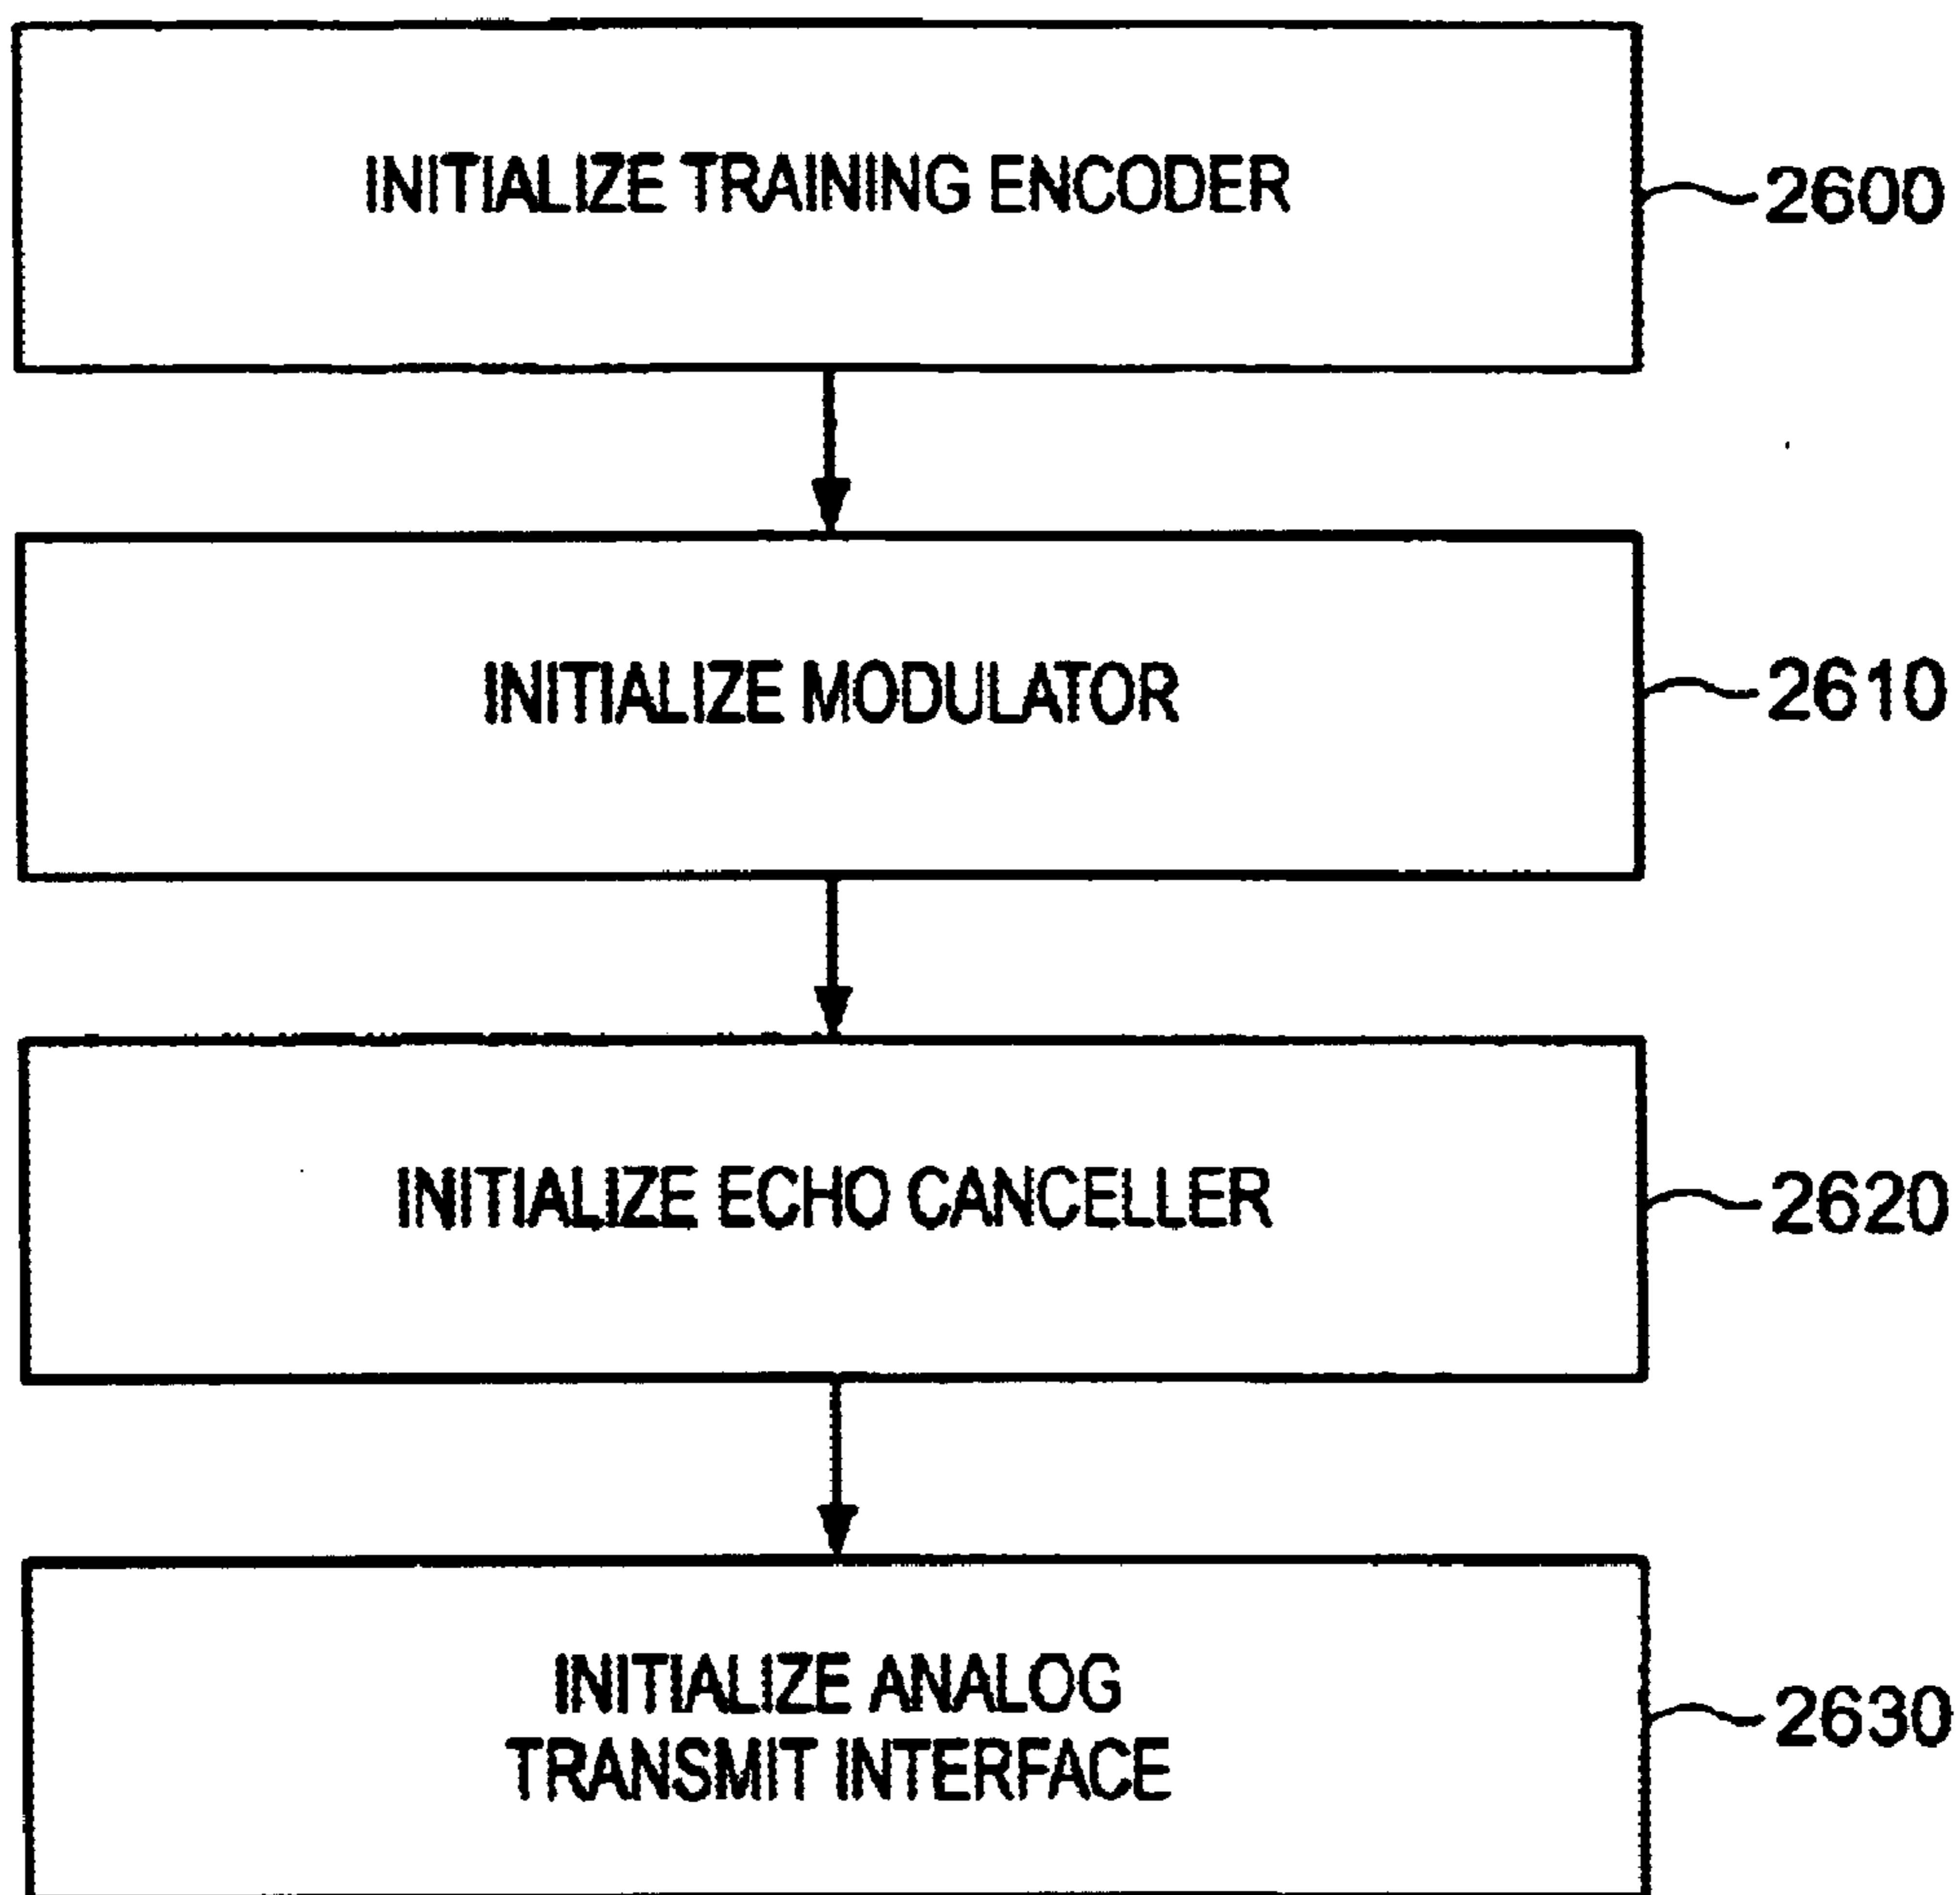 INITIALIZE TRAINING ENCODER
2600
INITIALIZE MODULATOR
2610
INITIALIZE ECHO CANCELLER
2620
INITIALIZE ANALOG
TRANSMIT INTERFACE
2630